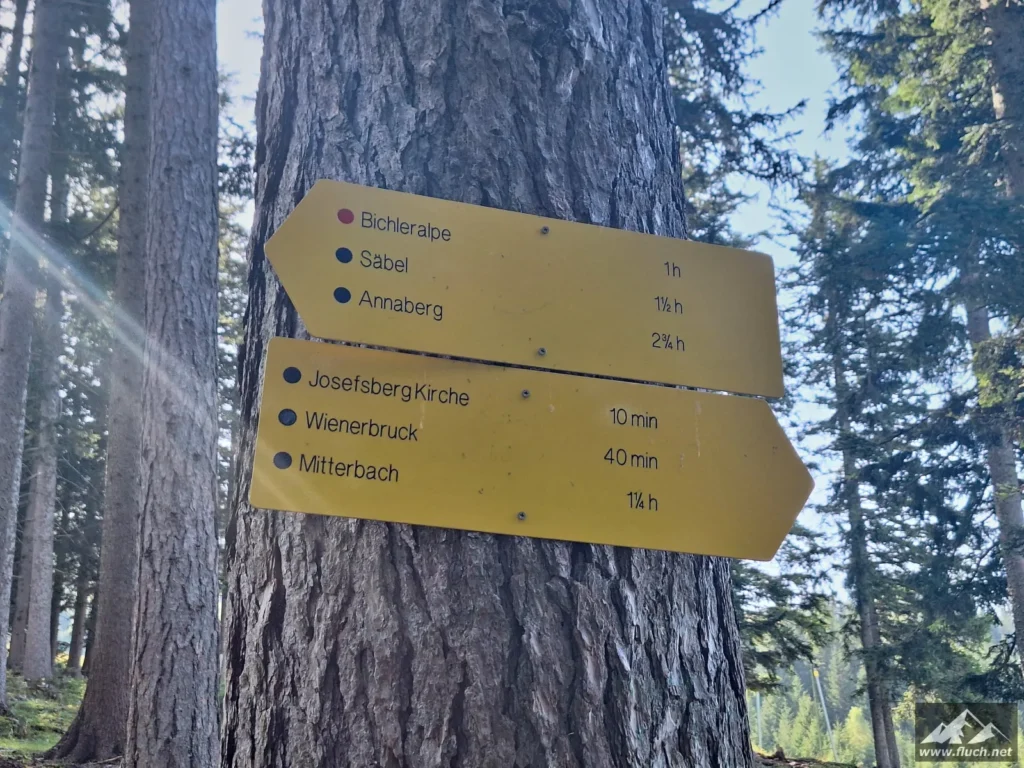 Bichleralpe 1h
Säbel 1½ h
Annaberg 2¾ h
Josefsberg Kirche 10 min
Wienerbruck 40 min
Mitterbach 1¼ h
www.fluch.net